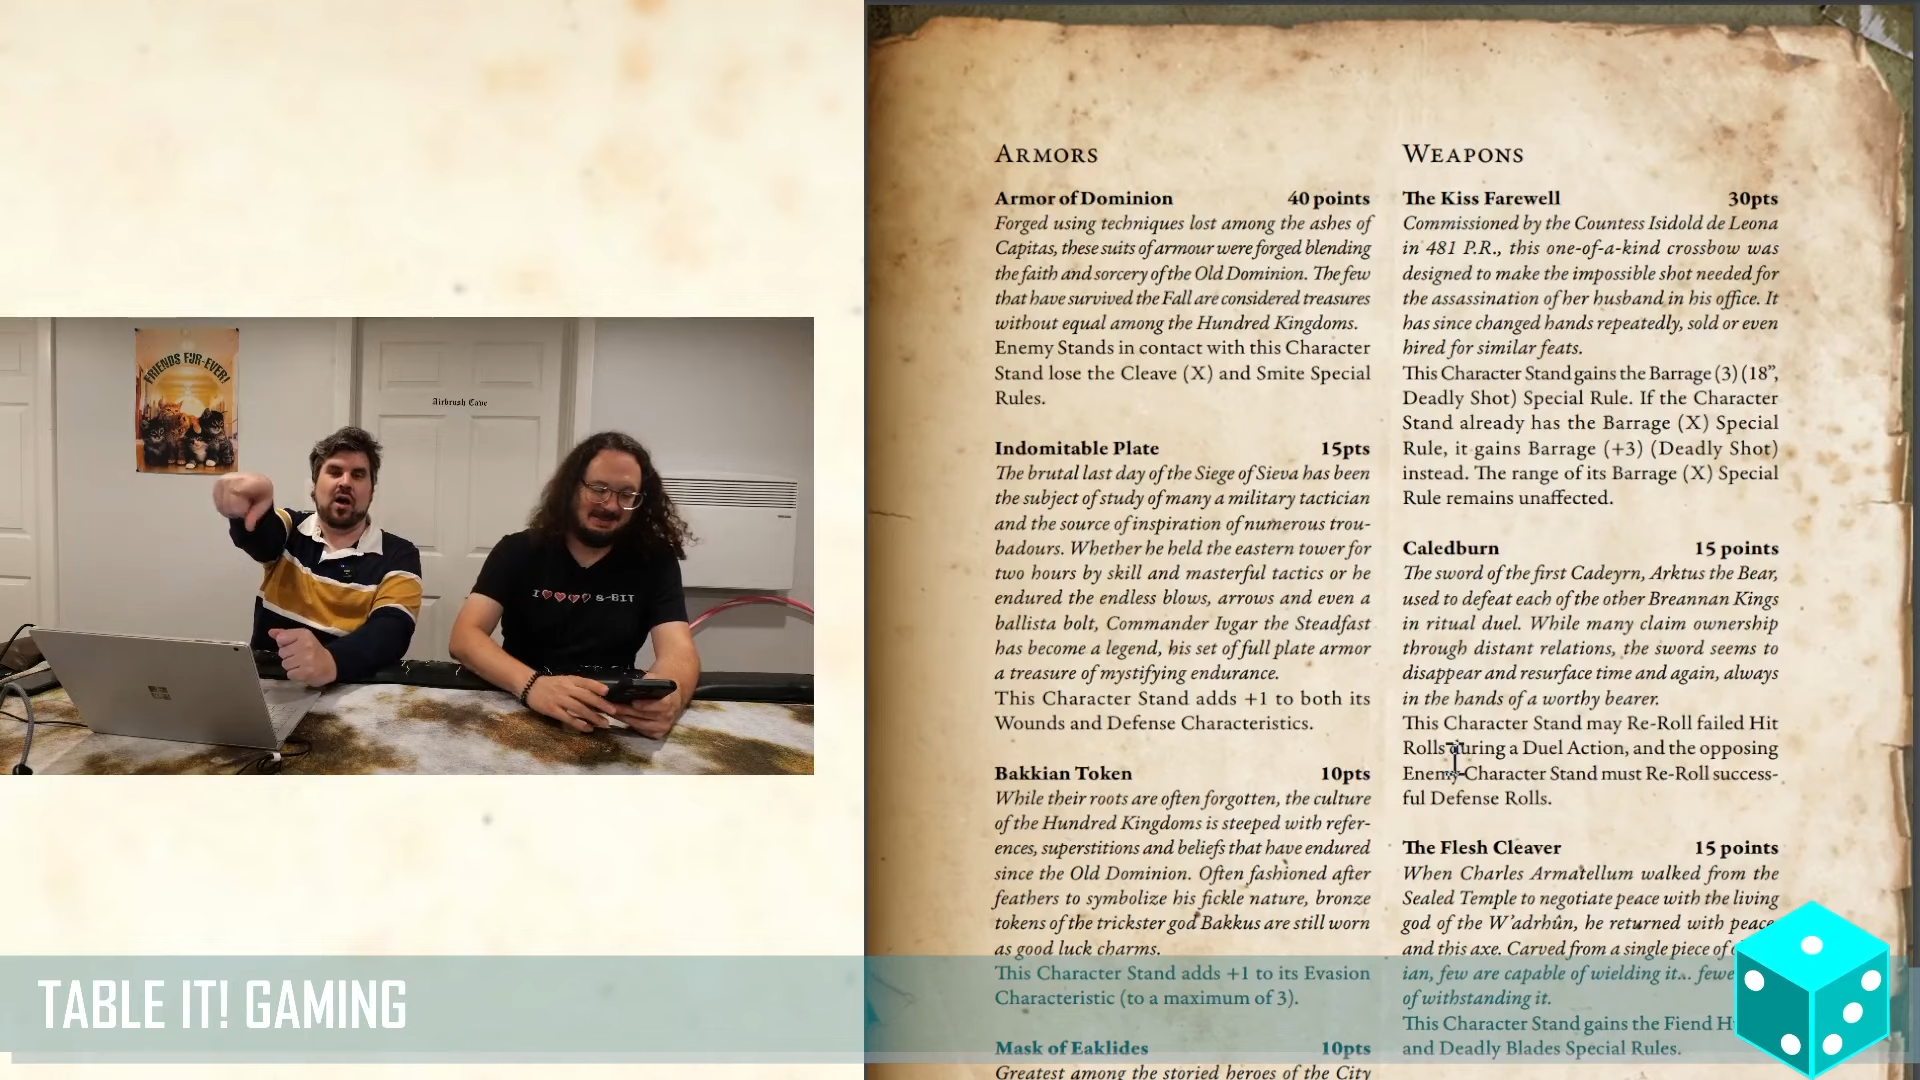 FRIENDS FUR-EVER!
Airbrush Cave
I 8-BIT
TABLE IT! GAMING
ARMORS
Armor of Dominion 40 points
Forged using techniques lost among the ashes of
Capitas, these suits of armour were forged blending
the faith and sorcery of the Old Dominion. The few
that have survived the Fall are considered treasures
without equal among the Hundred Kingdoms.
Enemy Stands in contact with this Character
Stand lose the Cleave (X) and Smite Special
Rules.
Indomitable Plate 15pts
The brutal last day of the Siege of Sieva has been
the subject of study of many a military tactician
and the source of inspiration of numerous trou-
badours. Whether he held the eastern tower for
two hours by skill and masterful tactics or he
endured the endless blows, arrows and even a
ballista bolt, Commander Ivgar the Steadfast
has become a legend, his set of full plate armor
a treasure of mystifying endurance.
This Character Stand adds +1 to both its
Wounds and Defense Characteristics.
Bakkian Token 10pts
While their roots are often forgotten, the culture
of the Hundred Kingdoms is steeped with refer-
ences, superstitions and beliefs that have endured
since the Old Dominion. Often fashioned after
feathers to symbolize his fickle nature, bronze
tokens of the trickster god Bakkus are still worn
as good luck charms.
This Character Stand adds +1 to its Evasion
Characteristic (to a maximum of 3).
Mask of Eaklides 10pts
Greatest among the storied heroes of the City
WEAPONS
The Kiss Farewell 30pts
Commissioned by the Countess Isidold de Leona
in 481 P.R., this one-of-a-kind crossbow was
designed to make the impossible shot needed for
the assassination of her husband in his office. It
has since changed hands repeatedly, sold or even
hired for similar feats.
This Character Stand gains the Barrage (3) (18”,
Deadly Shot) Special Rule. If the Character
Stand already has the Barrage (X) Special
Rule, it gains Barrage (+3) (Deadly Shot)
instead. The range of its Barrage (X) Special
Rule remains unaffected.
Caledburn 15 points
The sword of the first Cadeyrn, Arktus the Bear,
used to defeat each of the other Breannan Kings
in ritual duel. While many claim ownership
through distant relations, the sword seems to
disappear and resurface time and again, always
in the hands of a worthy bearer.
This Character Stand may Re-Roll failed Hit
Rolls during a Duel Action, and the opposing
Enemy Character Stand must Re-Roll success-
ful Defense Rolls.
The Flesh Cleaver 15 points
When Charles Armatellum walked from the
Sealed Temple to negotiate peace with the living
god of the W’adrhŭn, he returned with peace
and this axe. Carved from a single piece of
ian, few are capable of wielding it... fewe
of withstanding it.
This Character Stand gains the Fiend H
and Deadly Blades Special Rules.